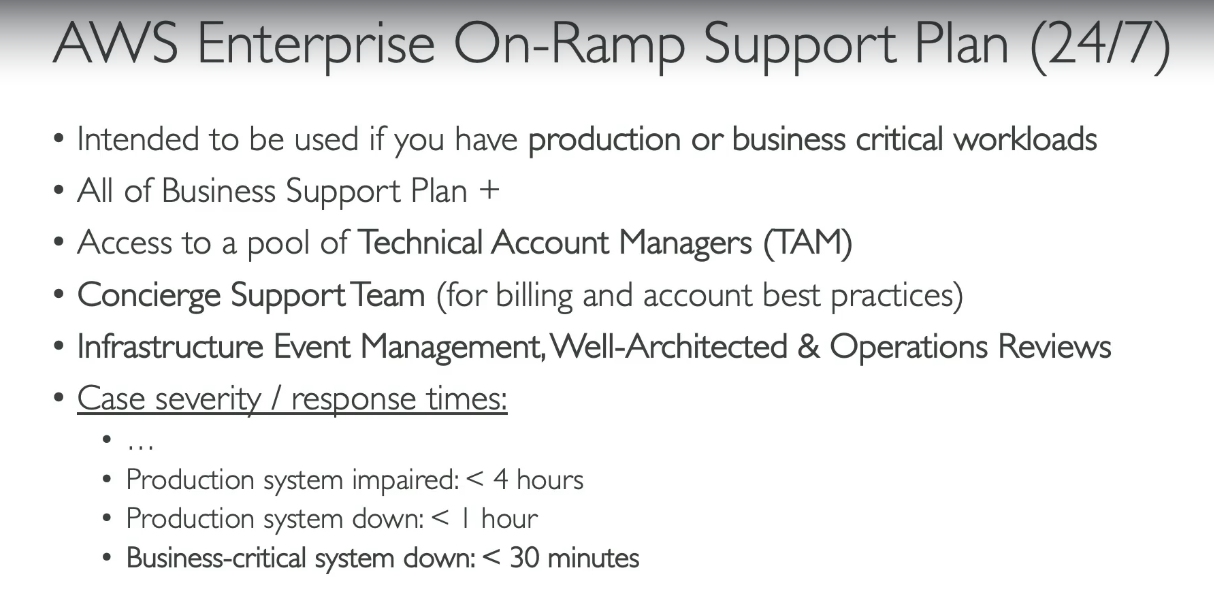 AWS Enterprise On-Ramp Support Plan (24/7)
• Intended to be used if you have production or business critical workloads
• All of Business Support Plan +
• Access to a pool of Technical Account Managers (TAM)
• Concierge Support Team (for billing and account best practices)
• Infrastructure Event Management, Well-Architected & Operations Reviews
• Case severity / response times:
• …
• Production system impaired: < 4 hours
• Production system down: < 1 hour
• Business-critical system down: < 30 minutes